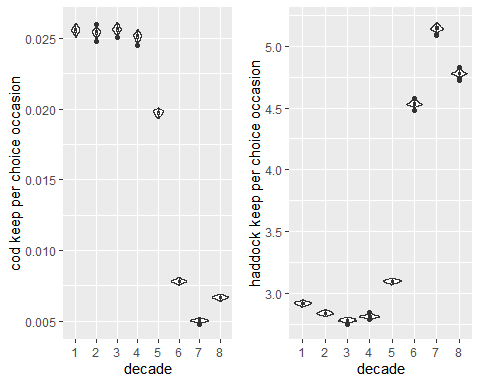 cod keep per choice occasion
0.025
0.020
0.015
0.010
0.005
1 2 3 4 5 6 7 8
decade
haddock keep per choice occasion
5.0
4.5
4.0
3.5
3.0
1 2 3 4 5 6 7 8
decade